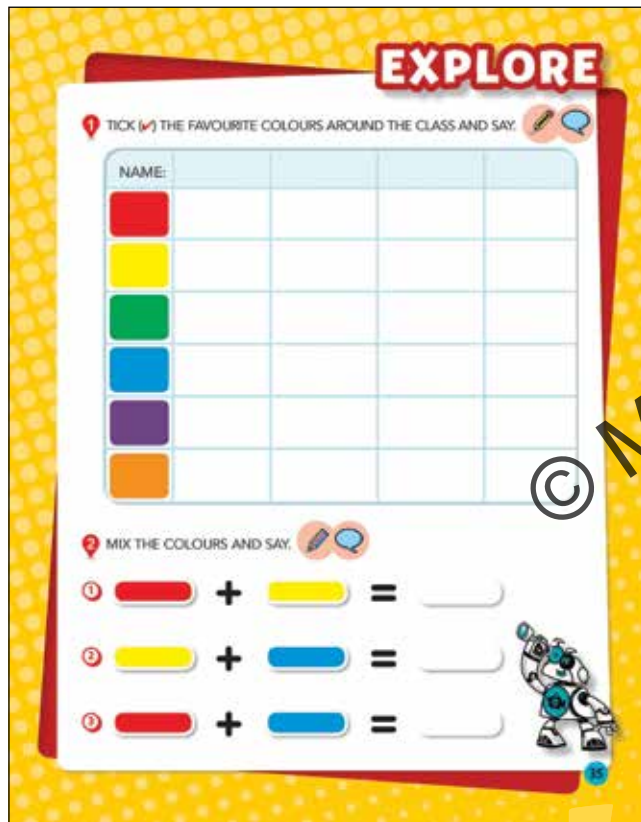 EXPLORE
1 TICK (✓) THE FAVOURITE COLOURS AROUND THE CLASS AND SAY.
NAME:
© M
2 MIX THE COLOURS AND SAY.
1 + =
2 + =
3 + =
35